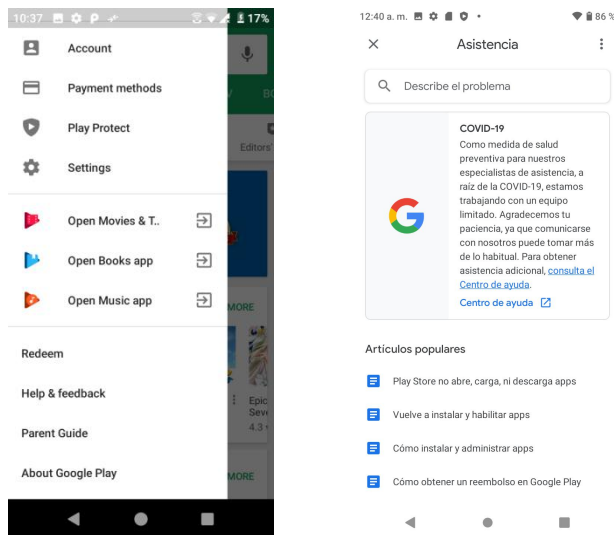 10:37
17%
Account
Payment methods
Play Protect
Settings
Open Movies & T..
Open Books app
Open Music app
Redeem
Help & feedback
Parent Guide
About Google Play
Editors'
MORE
Epic
Seve
4.3
MORE
12:40 a. m.
86 %
Asistencia
Describe el problema
COVID-19
Como medida de salud
preventiva para nuestros
especialistas de asistencia, a
raíz de la COVID-19, estamos
trabajando con un equipo
limitado. Agradecemos tu
paciencia, ya que comunicarse
con nosotros puede tomar más
de lo habitual. Para obtener
asistencia adicional, consulta el
Centro de ayuda.
Centro de ayuda
Artículos populares
Play Store no abre, carga, ni descarga apps
Vuelve a instalar y habilitar apps
Cómo instalar y administrar apps
Cómo obtener un reembolso en Google Play